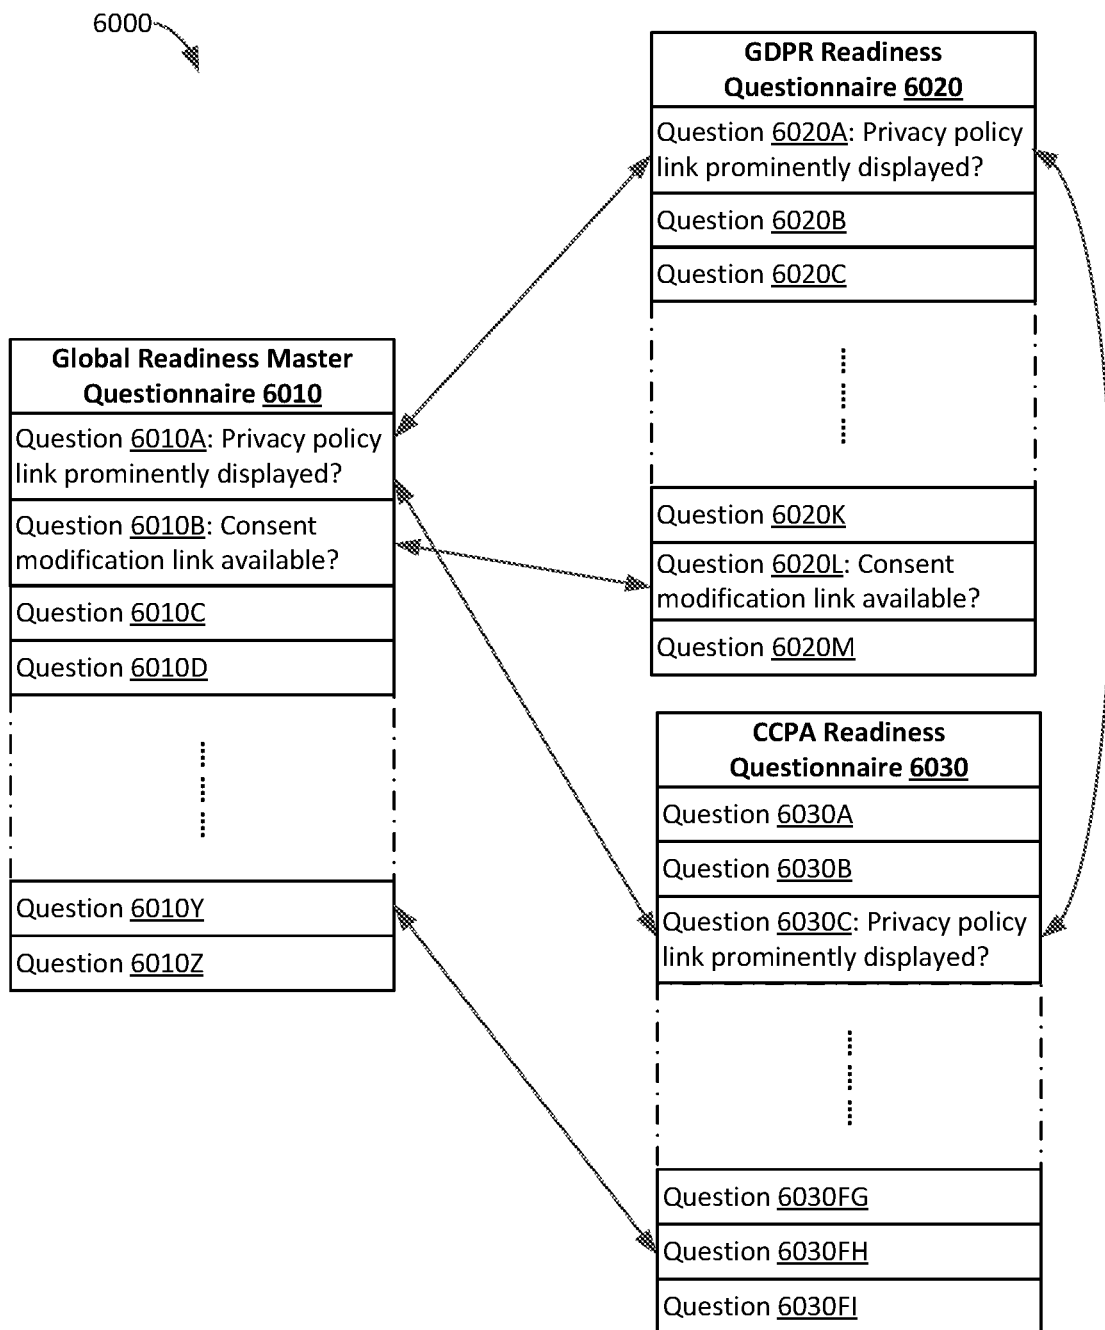 6000
GDPR Readiness
Questionnaire 6020
Question 6020A: Privacy policy
link prominently displayed?
Question 6020B
Question 6020C
Question 6020K
Question 6020L: Consent
modification link available?
Question 6020M
Global Readiness Master
Questionnaire 6010
Question 6010A: Privacy policy
link prominently displayed?
Question 6010B: Consent
modification link available?
Question 6010C
Question 6010D
Question 6010Y
Question 6010Z
CCPA Readiness
Questionnaire 6030
Question 6030A
Question 6030B
Question 6030C: Privacy policy
link prominently displayed?
Question 6030FG
Question 6030FH
Question 6030FI